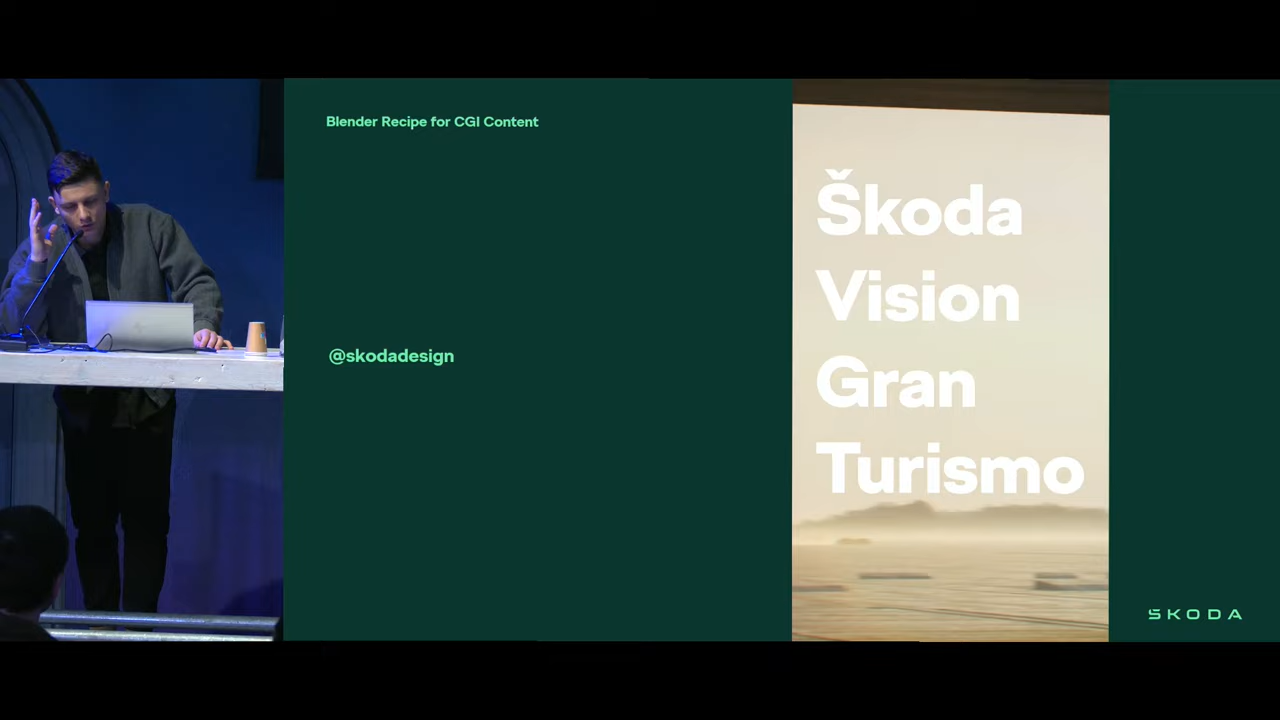 Blender Recipe for CGI Content
@skodadesign
Škoda
Vision
Gran
Turismo
ŠKODA